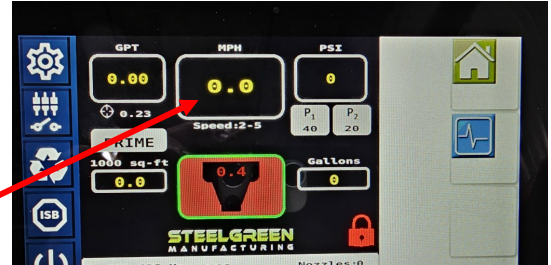 GPT MPH PSI
0.00 0.0 0
0.23 Speed:2-5 P1 40 P2 20
PRIME
1000 sq-ft Gallons
0.0 0.4 0
ISB
STEELGREEN
MANUFACTURING
Nozzles:0